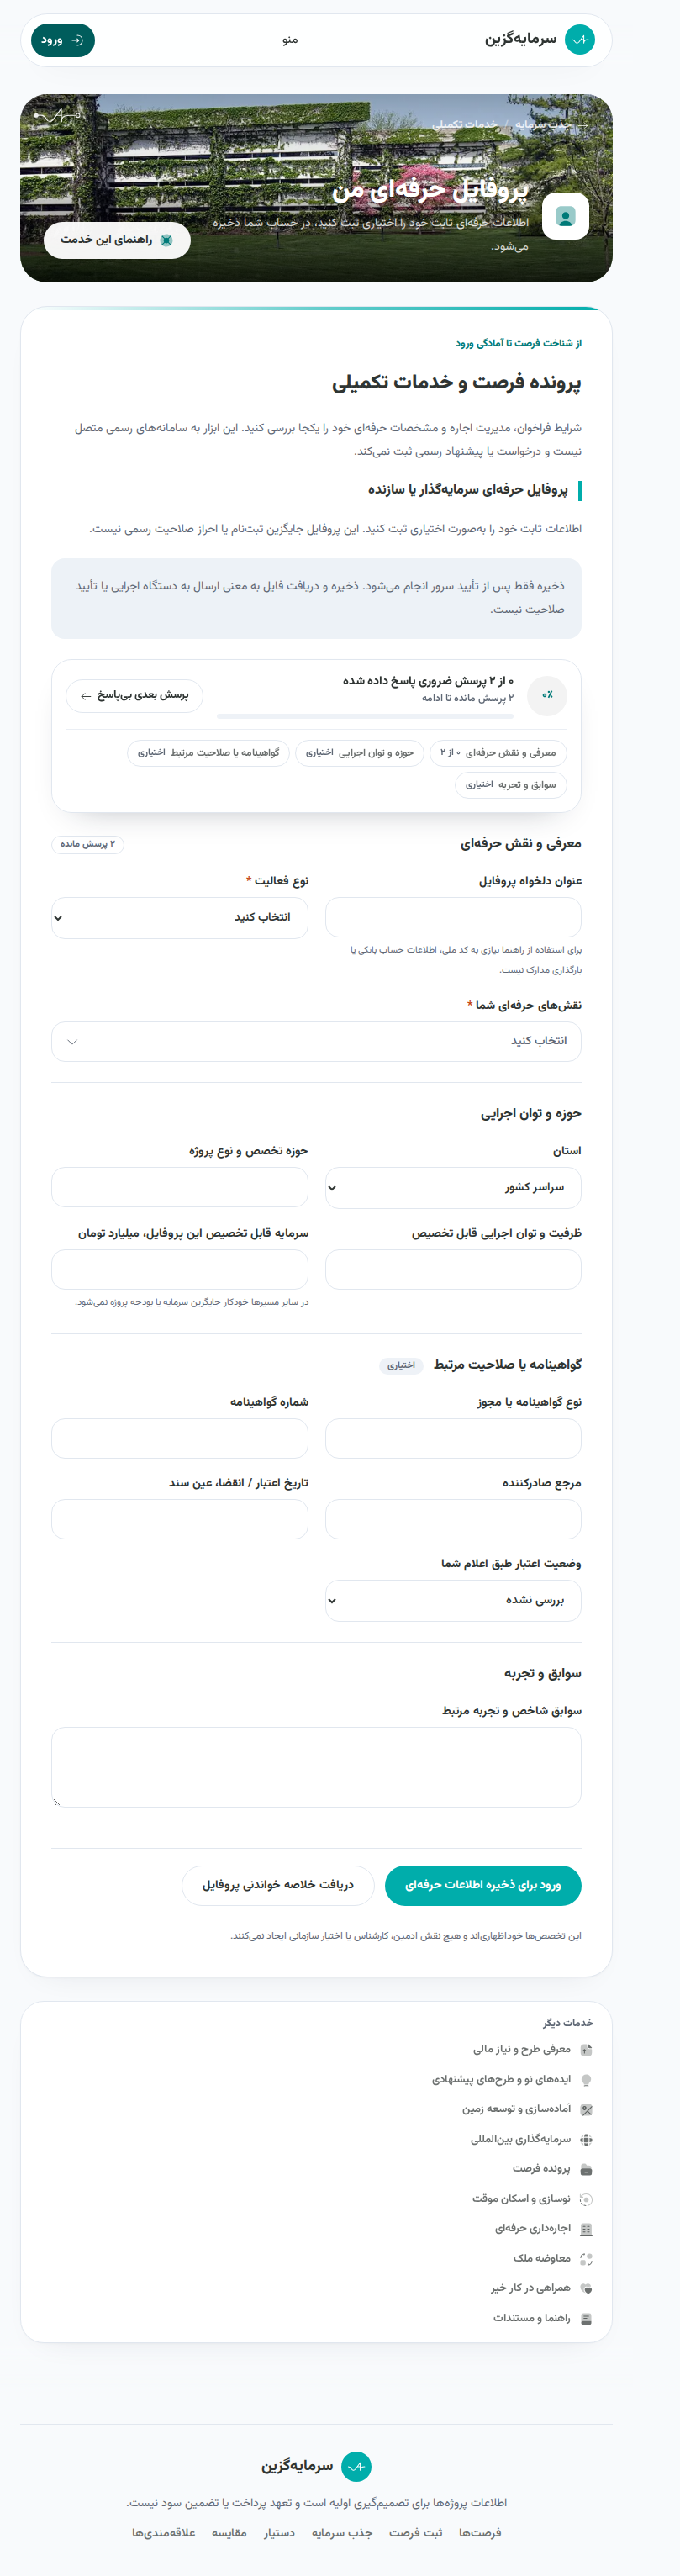 سرمایه‌گزین
منو
ورود
جذب سرمایه / خدمات تکمیلی
پروفایل حرفه‌ای من
اطلاعات حرفه‌ای ثابت خود را اختیاری ثبت کنید، در حساب شما ذخیره
می‌شود.
راهنمای این خدمت
از شناخت فرصت تا آمادگی ورود
پرونده فرصت و خدمات تکمیلی
شرایط فراخوان، مدیریت اجاره و مشخصات حرفه‌ای خود را یکجا بررسی کنید. این ابزار به سامانه‌های رسمی متصل
نیست و درخواست یا پیشنهاد رسمی ثبت نمی‌کند.
پروفایل حرفه‌ای سرمایه‌گذار یا سازنده
اطلاعات ثابت خود را به‌صورت اختیاری ثبت کنید. این پروفایل جایگزین ثبت‌نام یا احراز صلاحیت رسمی نیست.
ذخیره فقط پس از تأیید سرور انجام می‌شود. ذخیره و دریافت فایل به معنی ارسال به دستگاه اجرایی یا تأیید
صلاحیت نیست.
۰٪
۰ از ۲ پرسش ضروری پاسخ داده شده
۲ پرسش مانده تا ادامه
پرسش بعدی بی‌پاسخ
معرفی و نقش حرفه‌ای ۰ از ۲
حوزه و توان اجرایی اختیاری
گواهینامه یا صلاحیت مرتبط اختیاری
سوابق و تجربه اختیاری
معرفی و نقش حرفه‌ای
۲ پرسش مانده
عنوان دلخواه پروفایل
نوع فعالیت *
انتخاب کنید
برای استفاده از راهنما نیازی به کد ملی، اطلاعات حساب بانکی یا
بارگذاری مدارک نیست.
نقش‌های حرفه‌ای شما *
انتخاب کنید
حوزه و توان اجرایی
استان
حوزه تخصص و نوع پروژه
سراسر کشور
ظرفیت و توان اجرایی قابل تخصیص
سرمایه قابل تخصیص این پروفایل، میلیارد تومان
در سایر مسیرها خودکار جایگزین سرمایه یا بودجه پروژه نمی‌شود.
گواهینامه یا صلاحیت مرتبط
اختیاری
نوع گواهینامه یا مجوز
شماره گواهینامه
مرجع صادرکننده
تاریخ اعتبار / انقضا، عین سند
وضعیت اعتبار طبق اعلام شما
بررسی نشده
سوابق و تجربه
سوابق شاخص و تجربه مرتبط
ورود برای ذخیره اطلاعات حرفه‌ای
دریافت خلاصه خواندنی پروفایل
این تخصص‌ها خوداظهاری‌اند و هیچ نقش ادمین، کارشناس یا اختیار سازمانی ایجاد نمی‌کنند.
خدمات دیگر
معرفی طرح و نیاز مالی
ایده‌های نو و طرح‌های پیشنهادی
آماده‌سازی و توسعه زمین
سرمایه‌گذاری بین‌المللی
پرونده فرصت
نوسازی و اسکان موقت
اجاره‌داری حرفه‌ای
معاوضه ملک
همراهی در کار خیر
راهنما و مستندات
سرمایه‌گزین
اطلاعات پروژه‌ها برای تصمیم‌گیری اولیه است و تعهد پرداخت یا تضمین سود نیست.
فرصت‌ها
ثبت فرصت
جذب سرمایه
دستیار
مقایسه
علاقه‌مندی‌ها